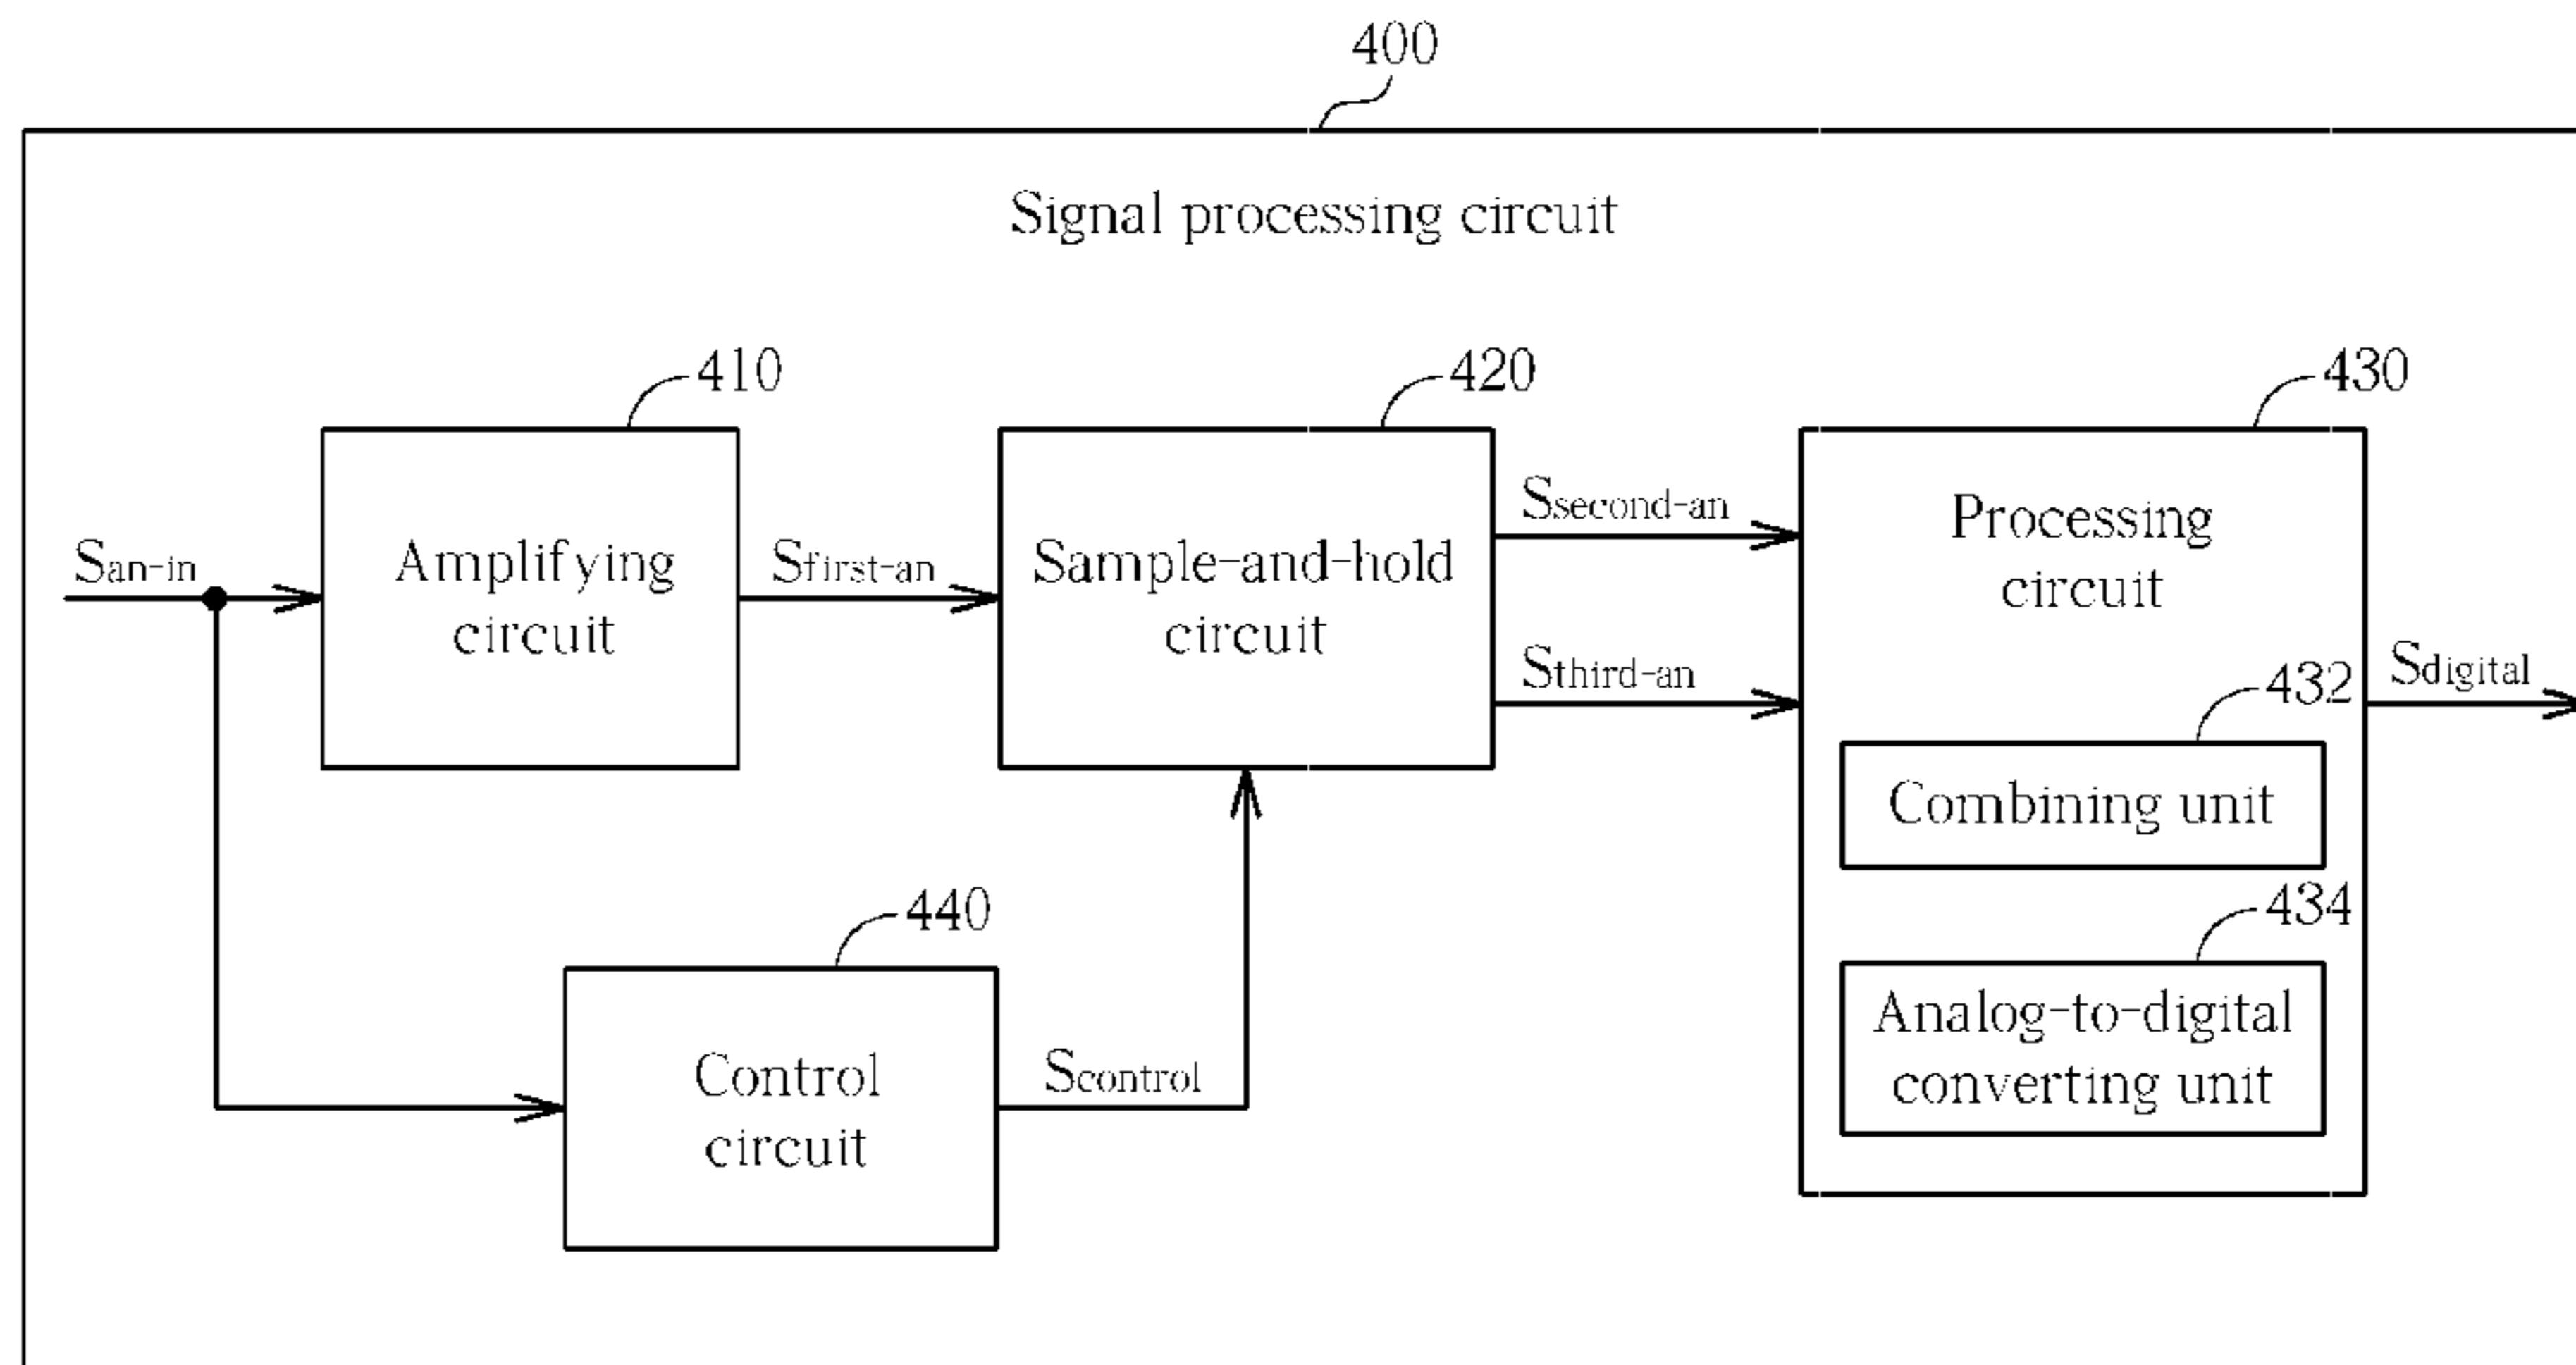 400
Signal processing circuit
410
420
430
San-in
Amplifying
circuit
Sfirst-an
Sample-and-hold
circuit
Ssecond-an
Sthird-an
Processing
circuit
432
Combining unit
434
Analog-to-digital
converting unit
Sdigital
440
Control
circuit
Scontrol